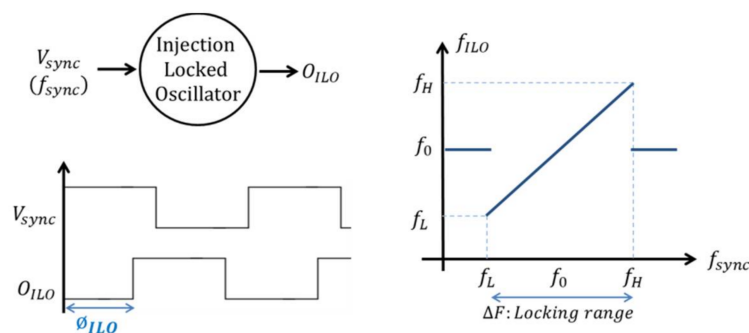 V_sync
(f_sync)
Injection
Locked
Oscillator
O_ILO
V_sync
O_ILO
ø_ILO
f_ILO
f_H
f_0
f_L
f_L f_0 f_H f_sync
ΔF: Locking range